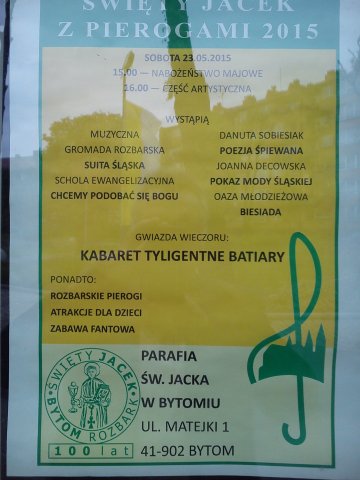 ŚWIĘTY JACEK
Z PIEROGAMI 2015
SOBOTA 23.05.2015
15.00 — NABOŻEŃSTWO MAJOWE
16.00 — CZĘŚĆ ARTYSTYCZNA
WYSTĄPIĄ
MUZYCZNA
GROMADA ROZBARSKA
SUITA ŚLĄSKA
SCHOLA EWANGELIZACYJNA
CHCEMY PODOBAĆ SIĘ BOGU
DANUTA SOBIESIAK
POEZJA ŚPIEWANA
JOANNA DECOWSKA
POKAZ MODY ŚLĄSKIEJ
OAZA MŁODZIEŻOWA
BIESIADA
GWIAZDA WIECZORU:
KABARET TYLIGENTNE BATIARY
PONADTO:
ROZBARSKIE PIEROGI
ATRAKCJE DLA DZIECI
ZABAWA FANTOWA
ŚWIĘTY JACEK
BYTOM ROZBARK
100 lat
PARAFIA
ŚW. JACKA
W BYTOMIU
UL. MATEJKI 1
41-902 BYTOM